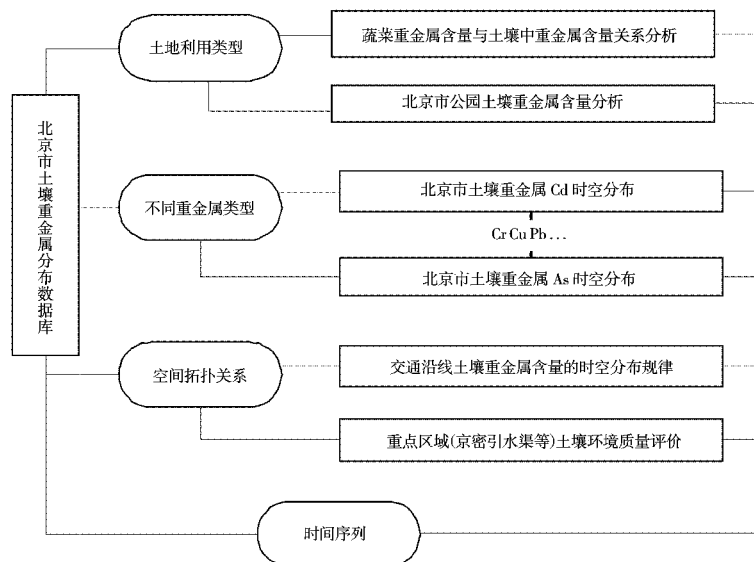 土地利用类型
蔬菜重金属含量与土壤中重金属含量关系分析
北京市公园土壤重金属含量分析
北京市土壤重金属分布数据库
不同重金属类型
北京市土壤重金属 Cd 时空分布
Cr Cu Pb…
北京市土壤重金属 As 时空分布
空间拓扑关系
交通沿线土壤重金属含量的时空分布规律
重点区域(京密引水渠等)土壤环境质量评价
时间序列